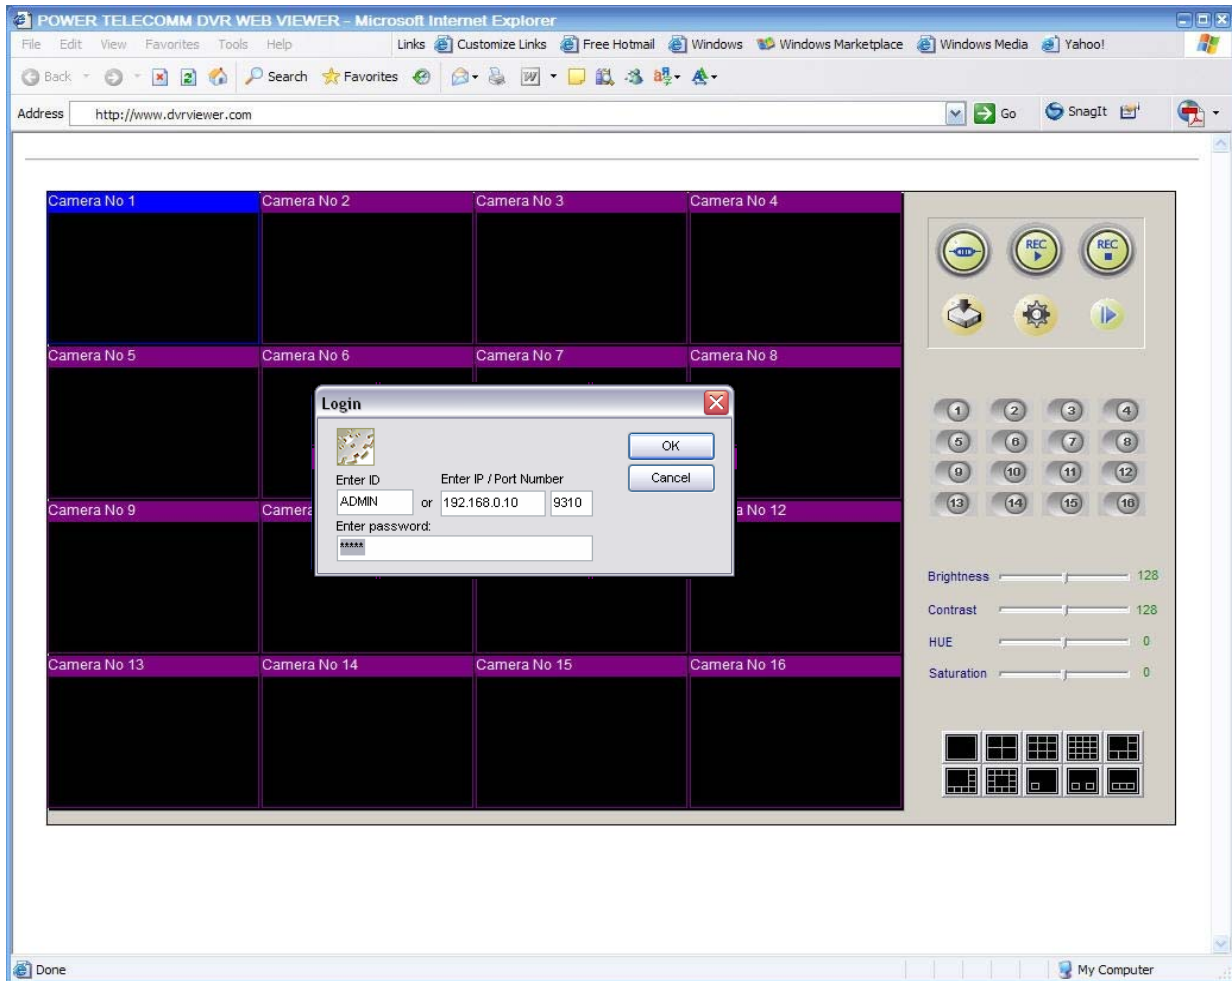 POWER TELECOMM DVR WEB VIEWER - Microsoft Internet Explorer
File Edit View Favorites Tools Help Links Customize Links Free Hotmail Windows Windows Marketplace Windows Media Yahoo!
Back Search Favorites
Address http://www.dvrviewer.com Go SnagIt
Camera No 1 Camera No 2 Camera No 3 Camera No 4
REC REC
Camera No 5 Camera No 6 Camera No 7 Camera No 8
Login
1 2 3 4
5 6 7 8
9 10 11 12
13 14 15 16
OK
Enter ID Enter IP / Port Number Cancel
ADMIN or 192.168.0.10 9310
Enter password:
*****
Camera No 9 Camera a No 12
Brightness 128
Contrast 128
HUE 0
Saturation 0
Camera No 13 Camera No 14 Camera No 15 Camera No 16
Done My Computer